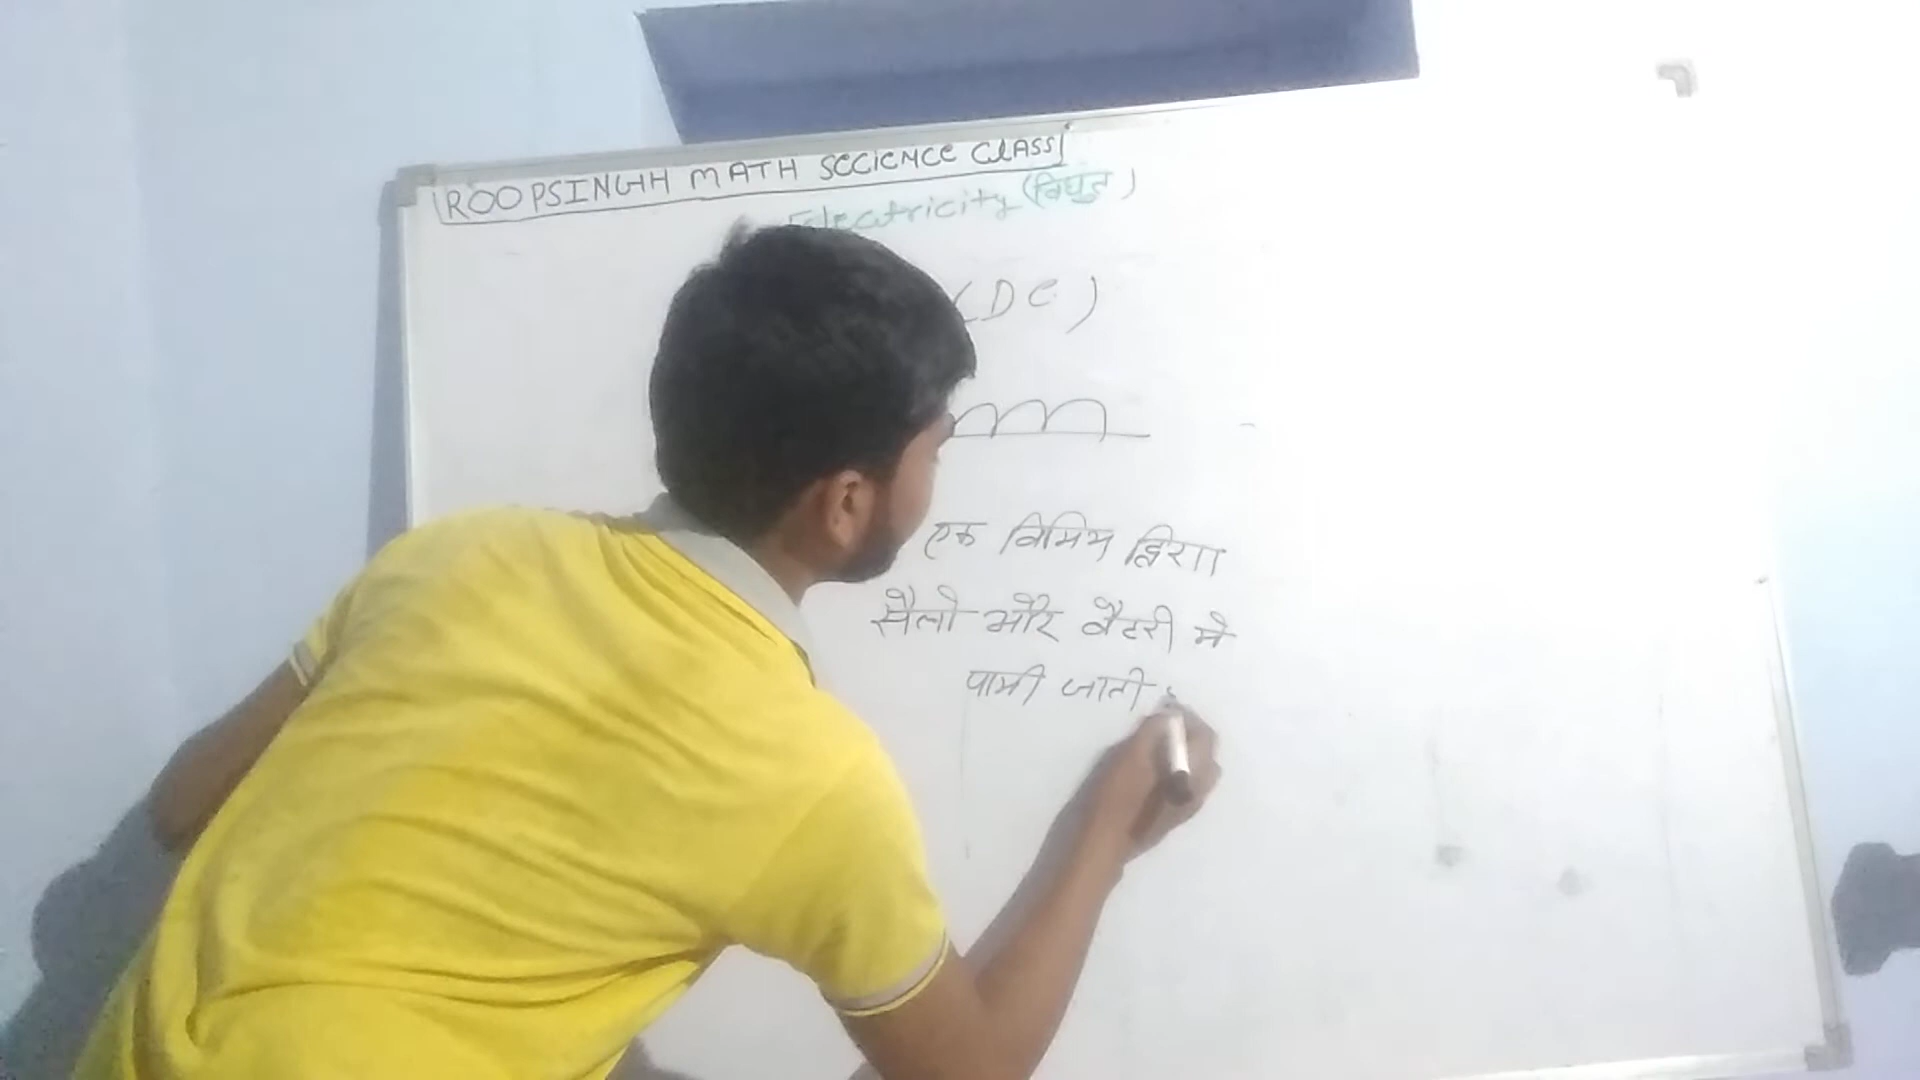 ROOPSINGH MATH SCCIENCE CLASS
Electricity (विघुत)
(DC)
एक विमिय
सैलो और बैटरी मे
पायी जाती